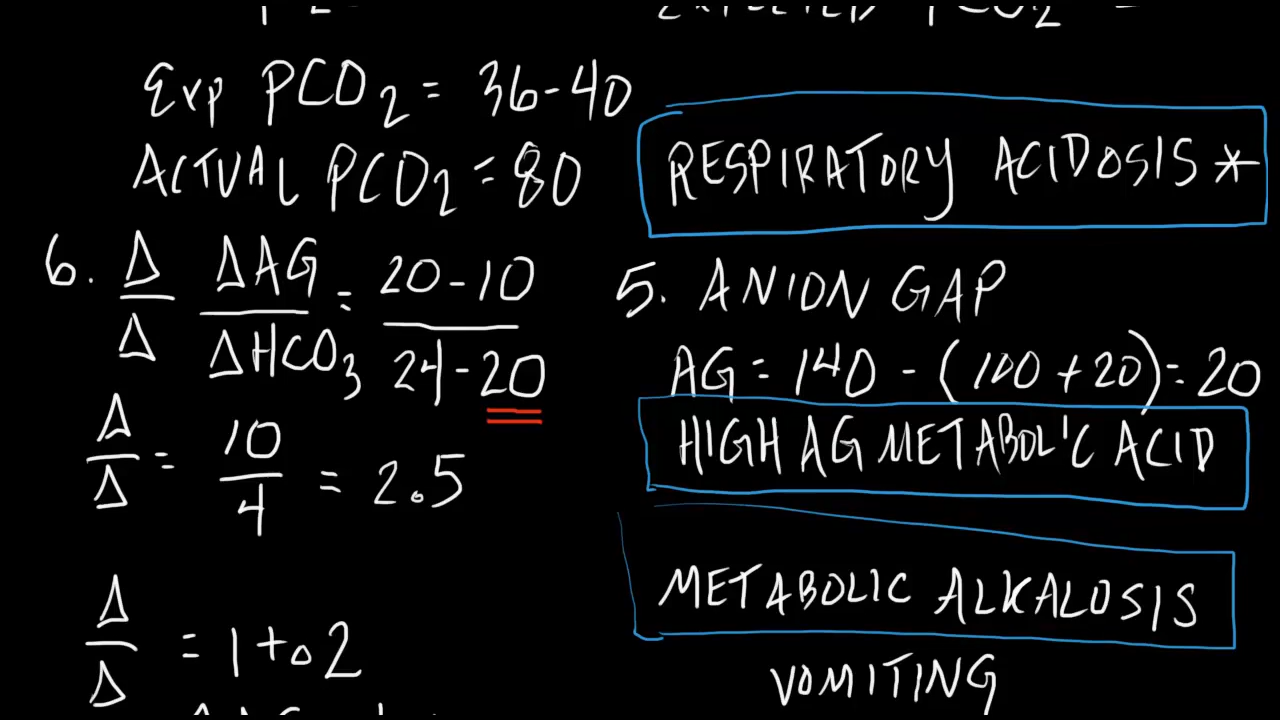 Exp PCO2 = 36-40
ACTUAL PCO2 = 80
RESPIRATORY ACIDOSIS *
6. Δ/Δ ΔAG/ΔHCO3 = 20-10/24-20
Δ/Δ = 10/4 = 2.5
Δ/Δ = 1 to 2
5. ANION GAP
AG = 140 - (100 + 20) = 20
HIGH AG METABOLIC ACID
METABOLIC ALKALOSIS
VOMITING